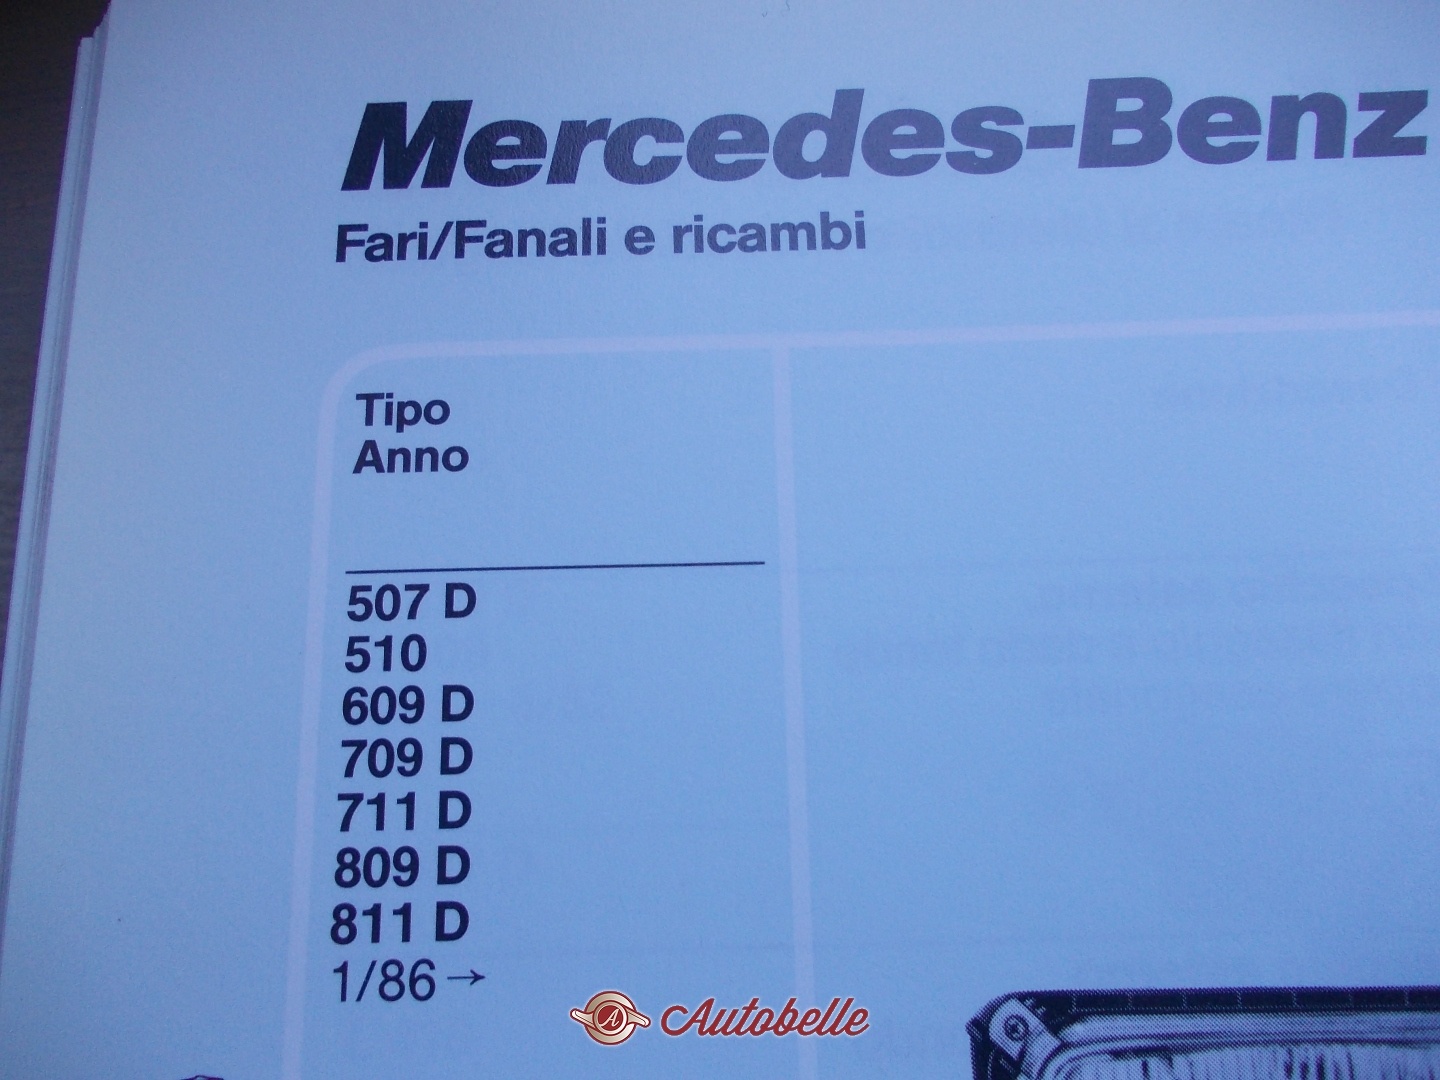 Mercedes-Benz
Fari/Fanali e ricambi
Tipo
Anno
507 D
510
609 D
709 D
711 D
809 D
811 D
1/86→
A Autobelle